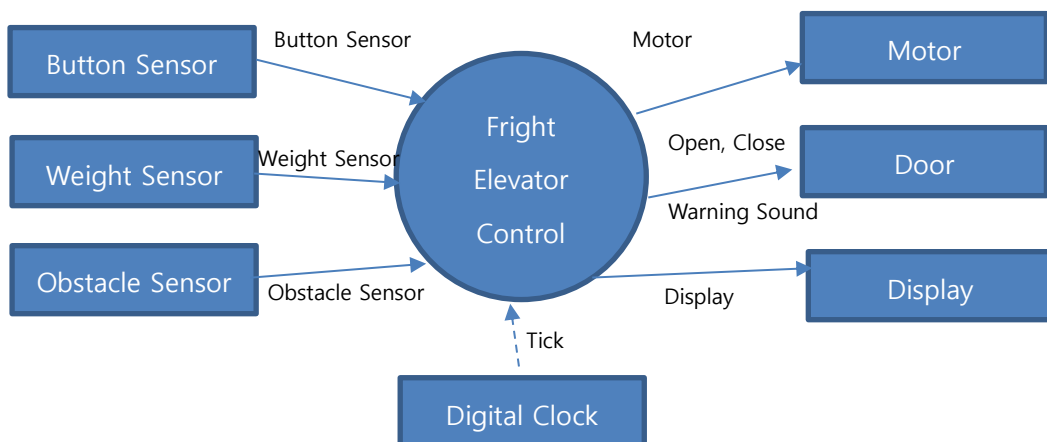 Button Sensor
Button Sensor
Motor
Motor
Weight Sensor
Weight Sensor
Fright
Elevator
Control
Open, Close
Warning Sound
Door
Obstacle Sensor
Obstacle Sensor
Display
Display
Tick
Digital Clock